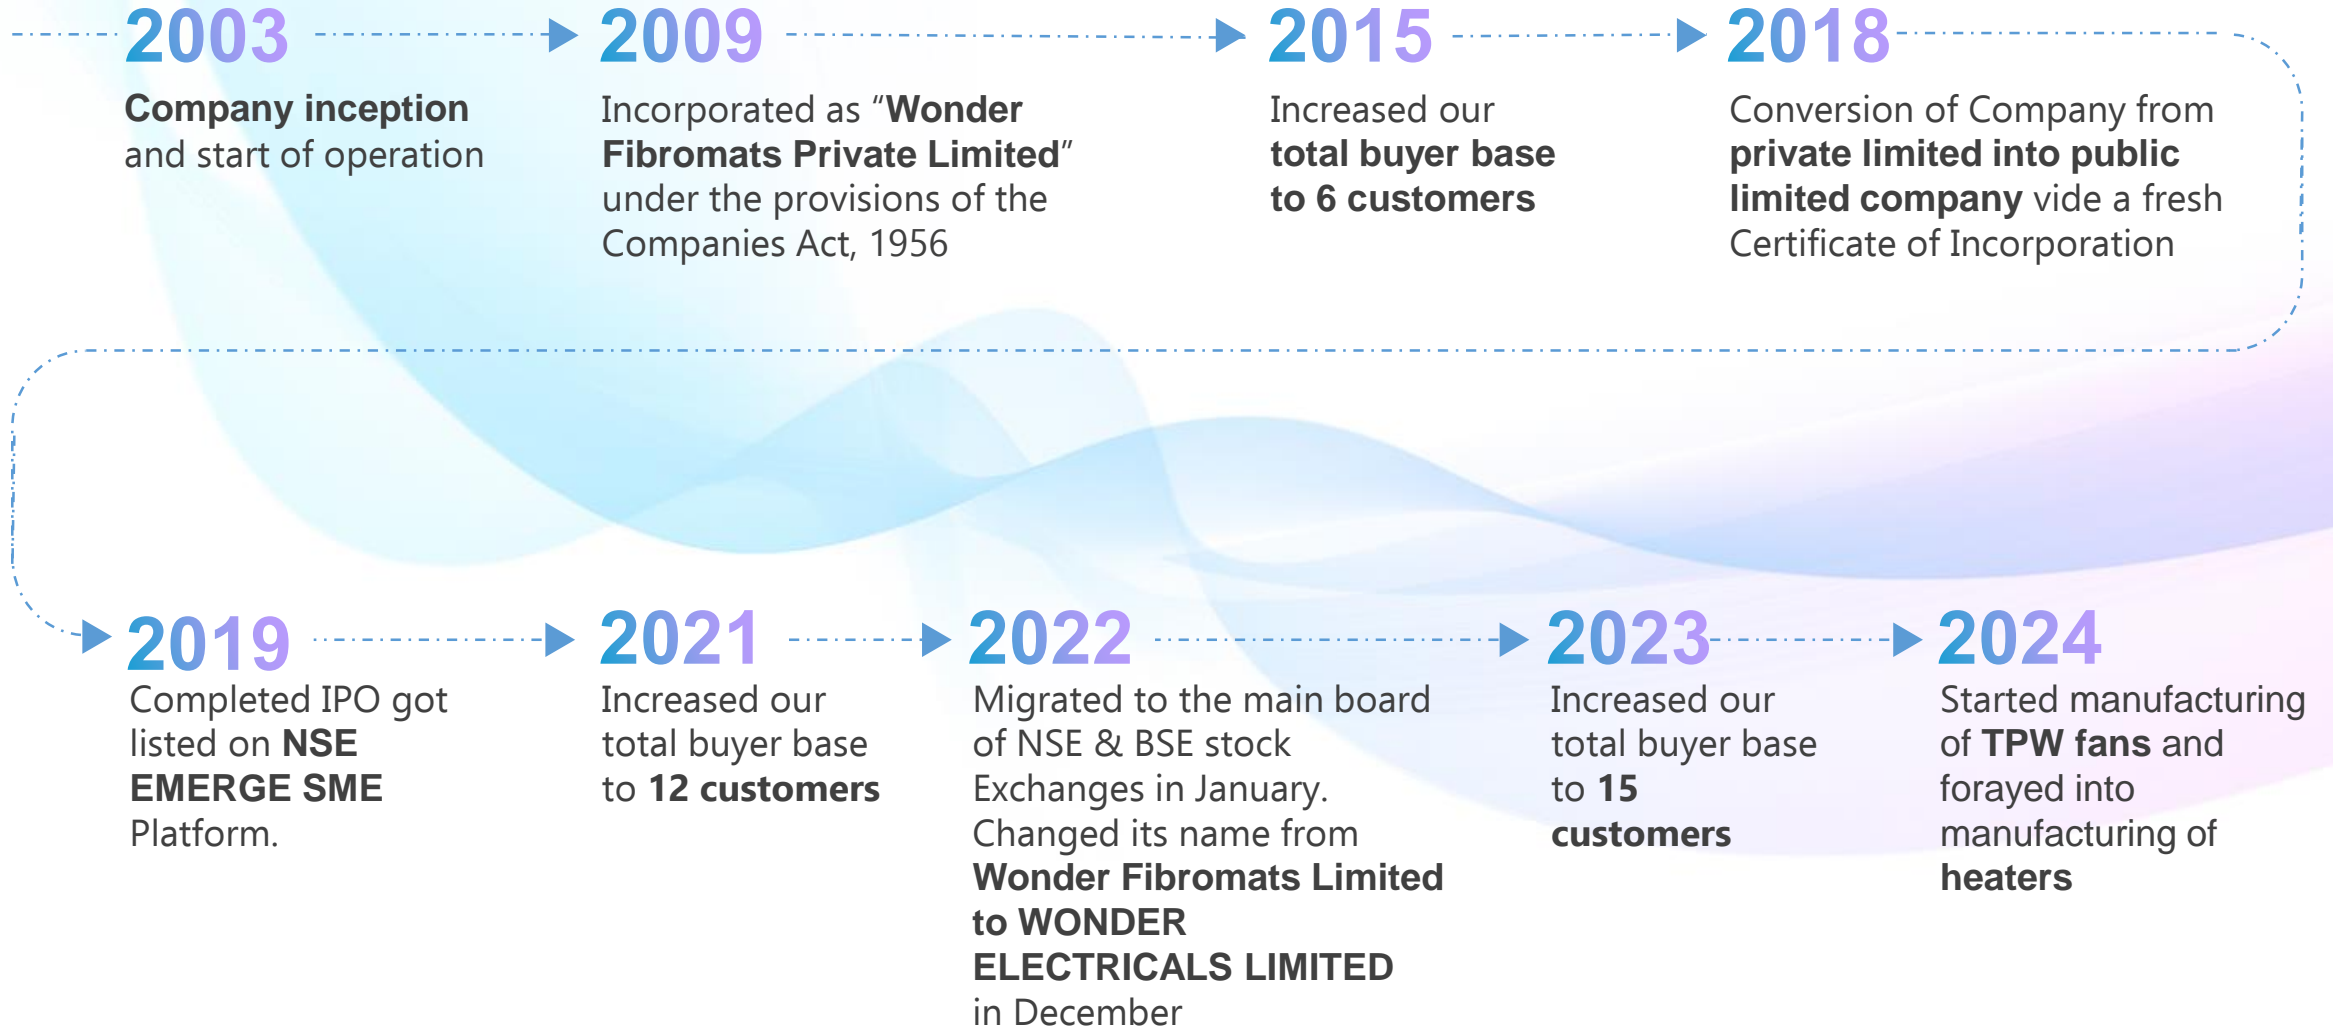 2003
Company inception
and start of operation
2009
Incorporated as “Wonder
Fibromats Private Limited”
under the provisions of the
Companies Act, 1956
2015
Increased our
total buyer base
to 6 customers
2018
Conversion of Company from
private limited into public
limited company vide a fresh
Certificate of Incorporation
2019
Completed IPO got
listed on NSE
EMERGE SME
Platform.
2021
Increased our
total buyer base
to 12 customers
2022
Migrated to the main board
of NSE & BSE stock
Exchanges in January.
Changed its name from
Wonder Fibromats Limited
to WONDER
ELECTRICALS LIMITED
in December
2023
Increased our
total buyer base
to 15
customers
2024
Started manufacturing
of TPW fans and
forayed into
manufacturing of
heaters